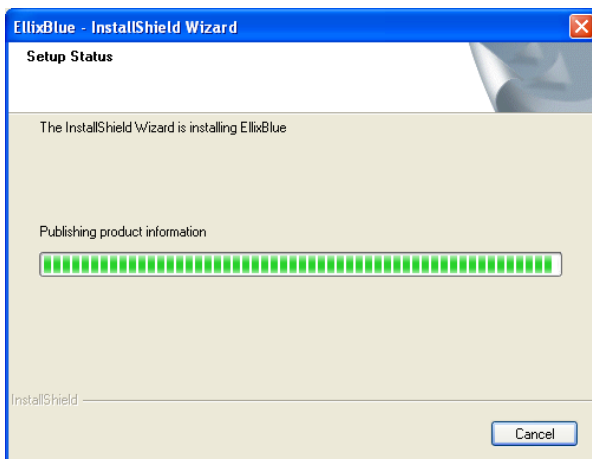 EllixBlue - InstallShield Wizard
Setup Status
The InstallShield Wizard is installing EllixBlue
Publishing product information
InstallShield
Cancel